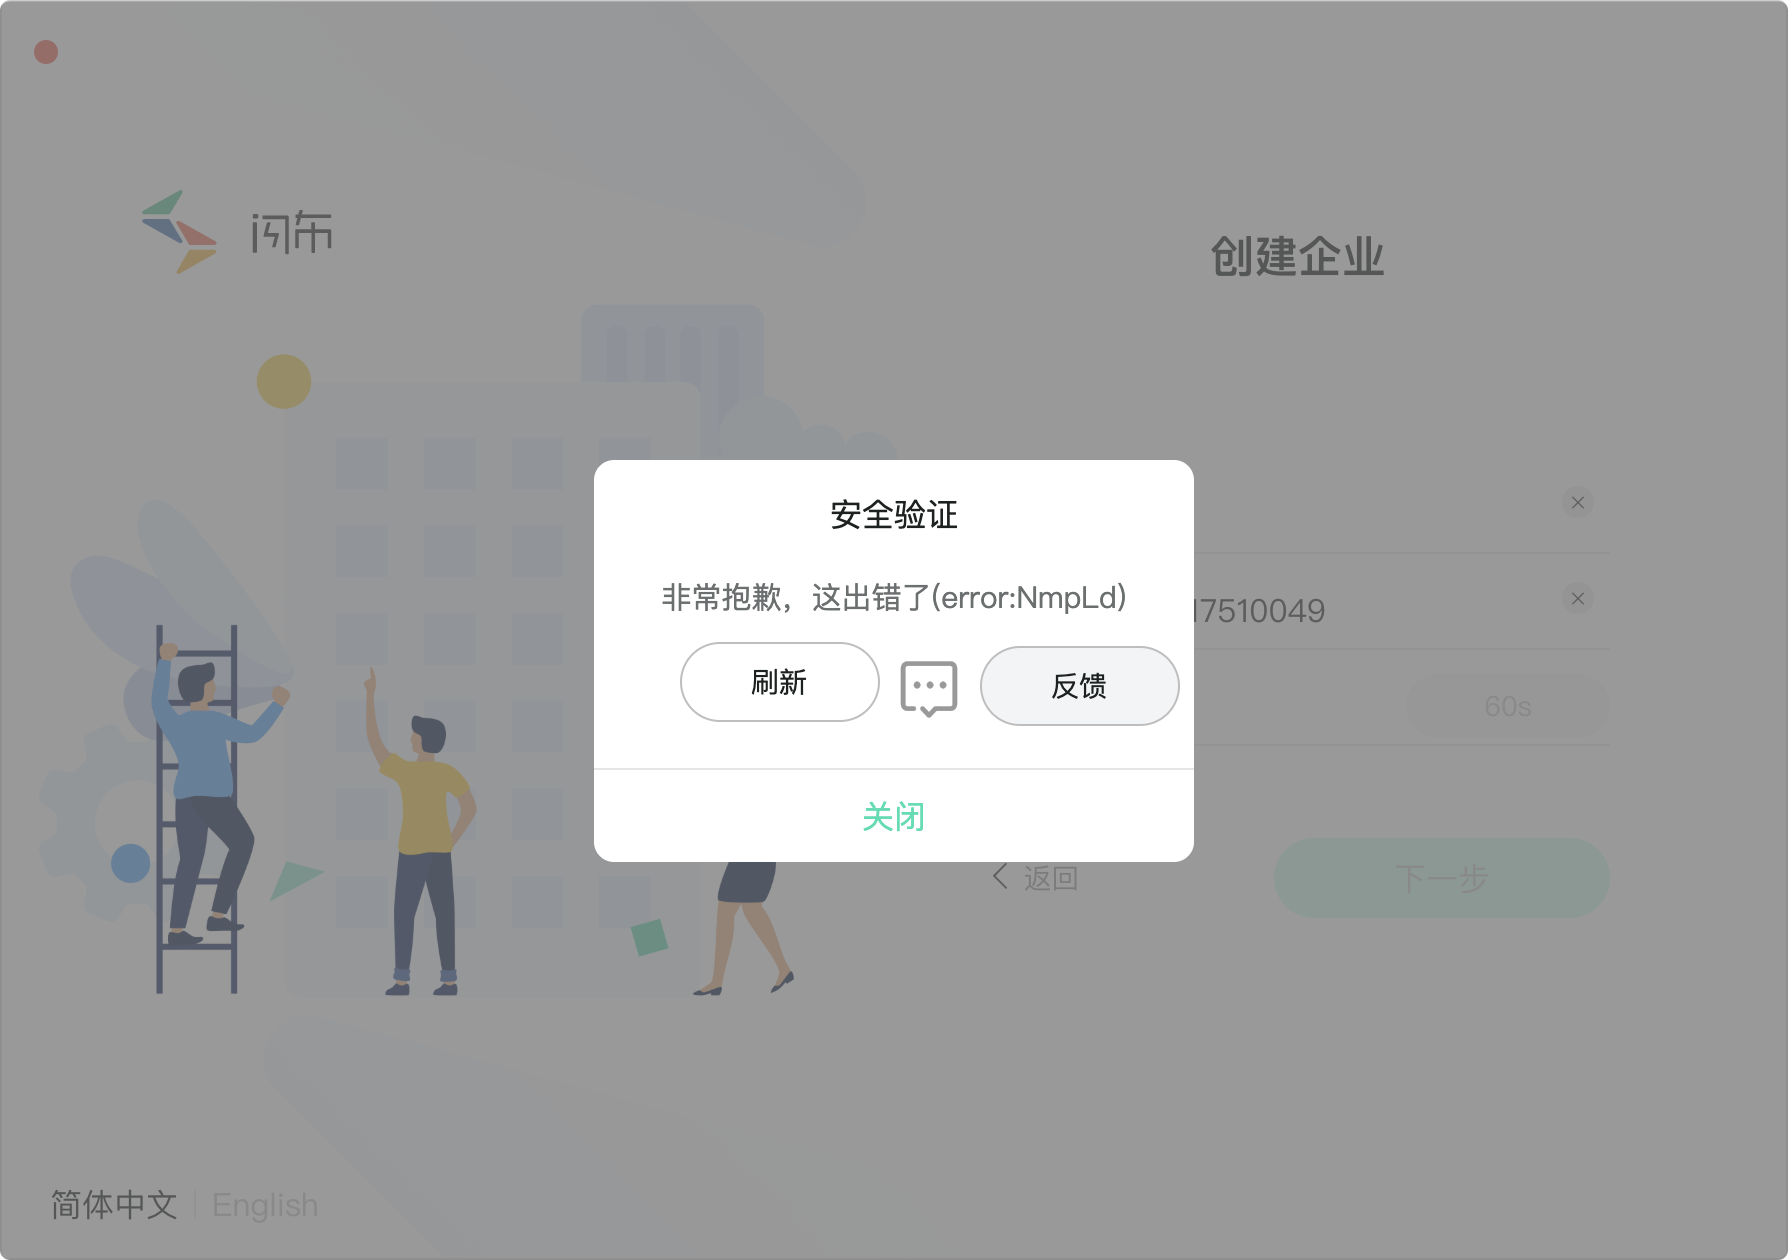 闪布
创建企业
安全验证
非常抱歉，这出错了(error:NmpLd)
17510049
刷新
反馈
60s
关闭
返回
下一步
简体中文 | English